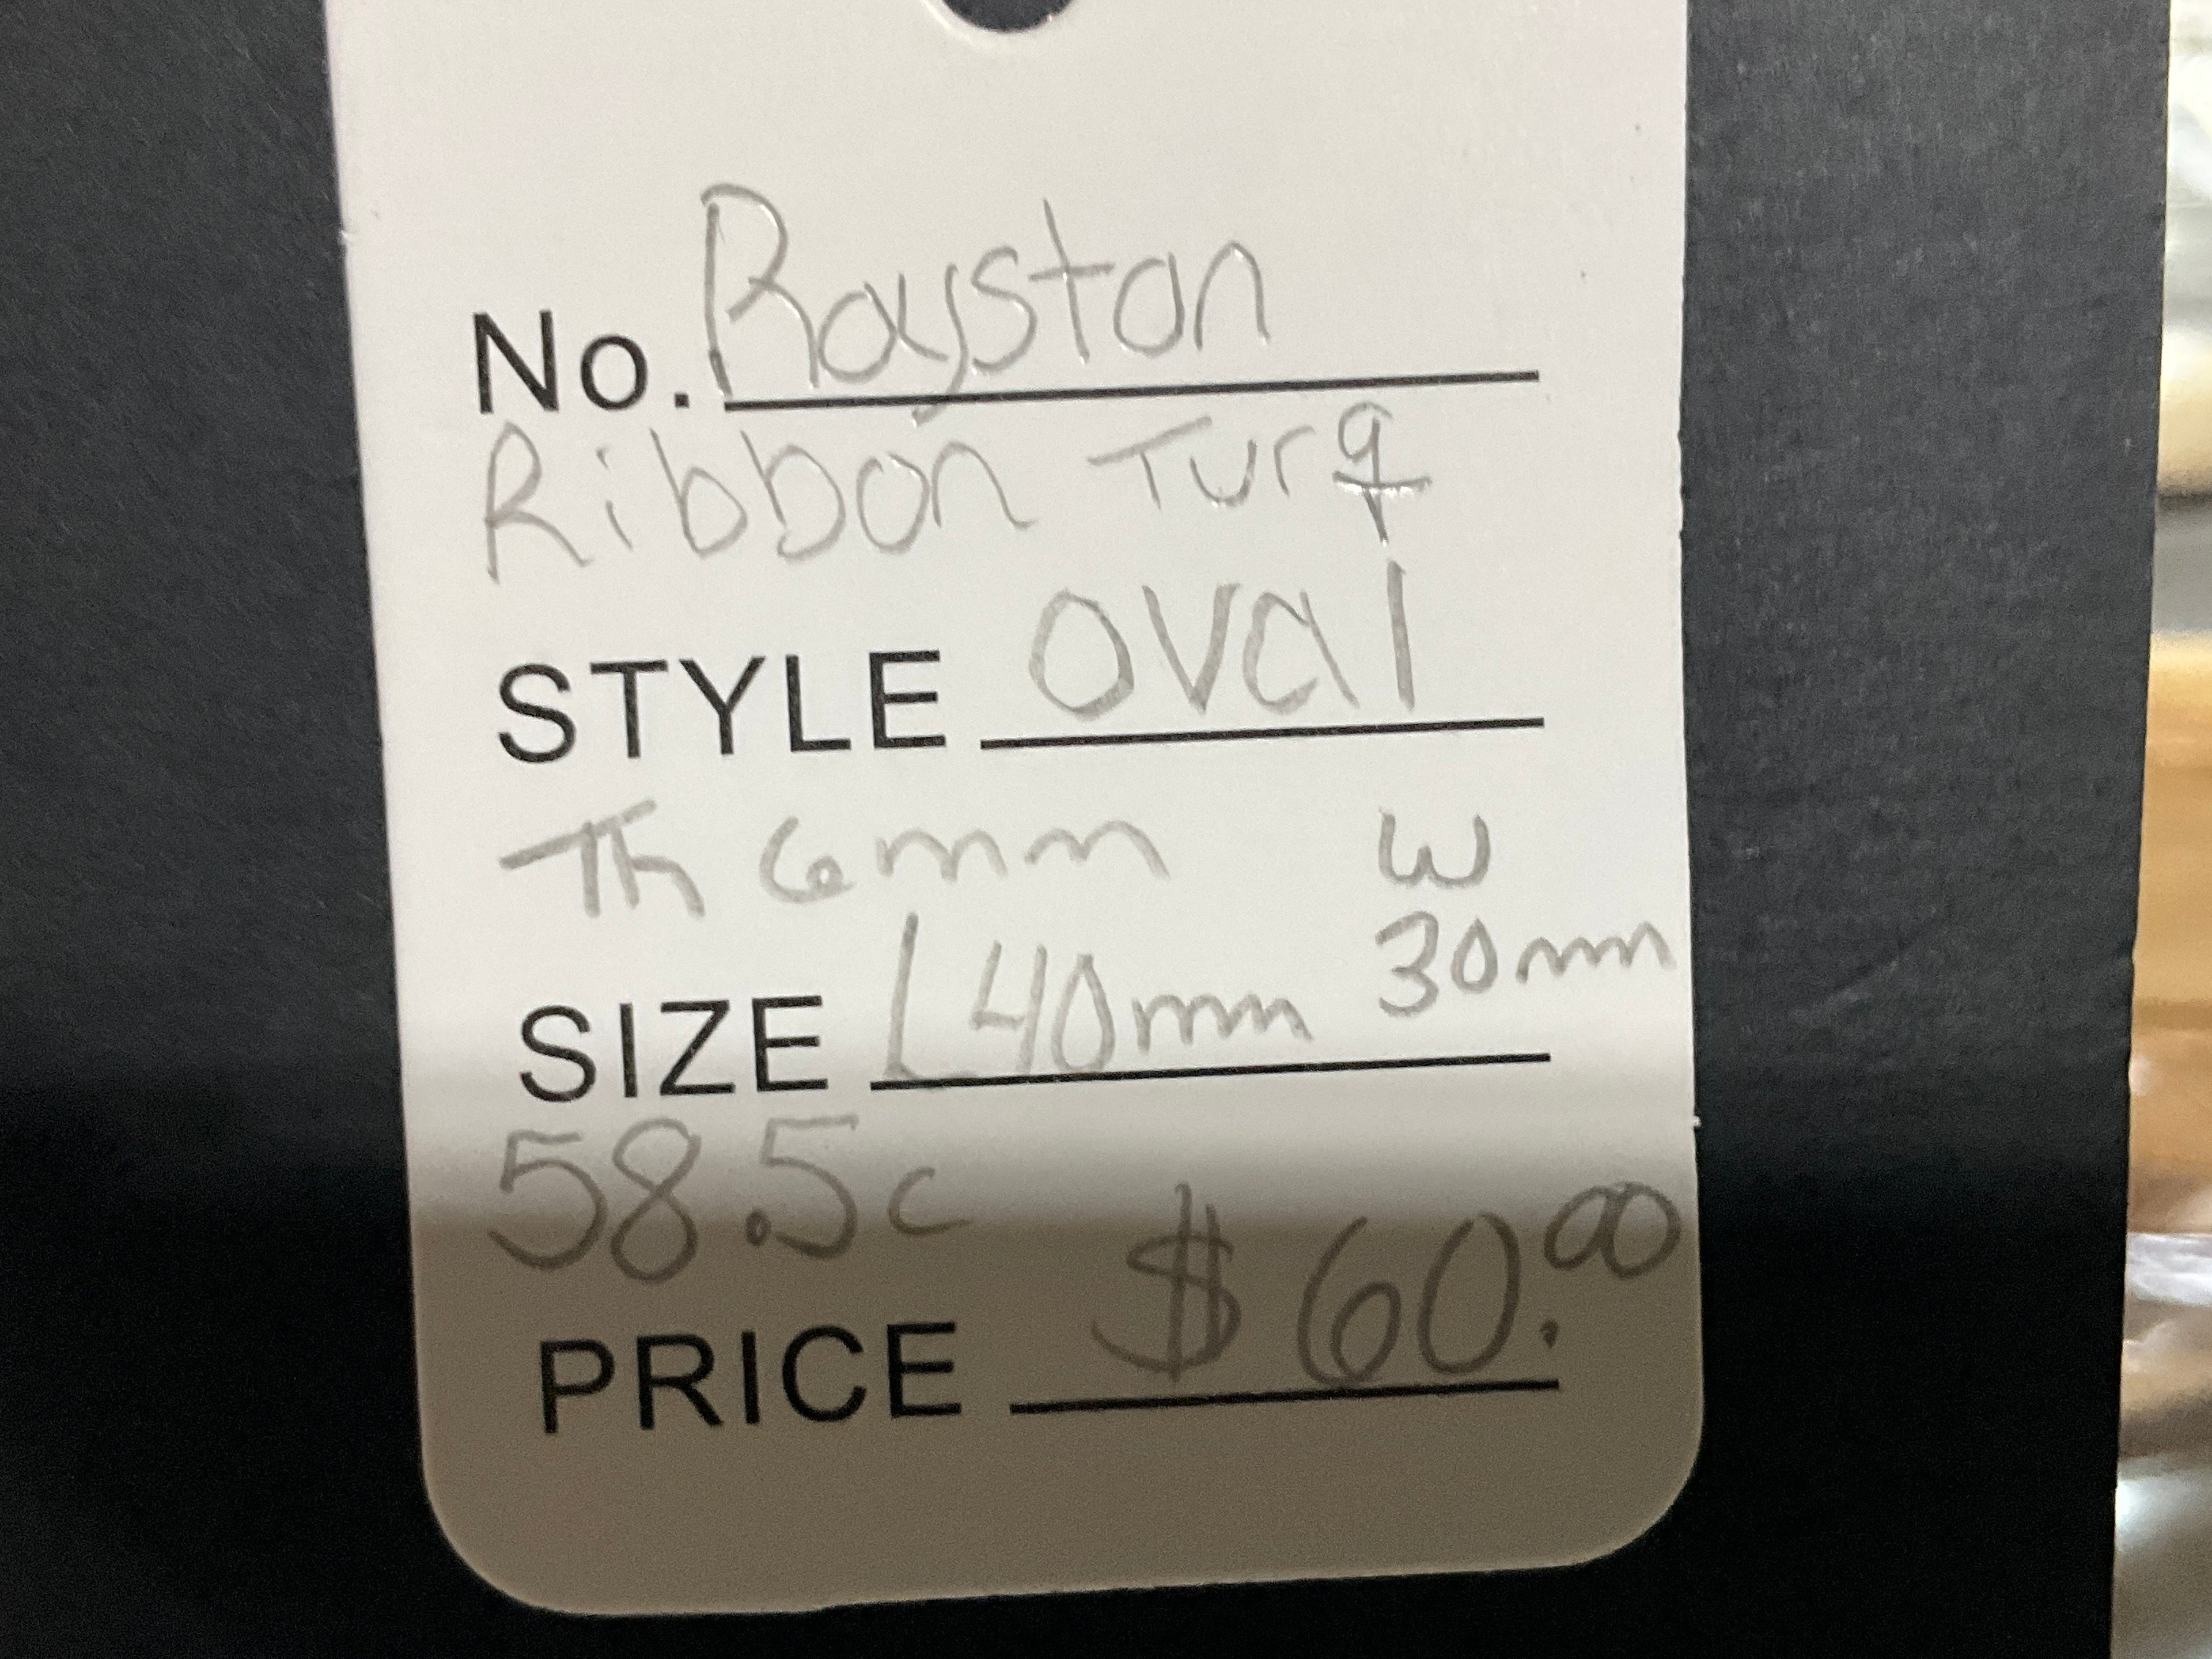 No. Royston
Ribbon Turq
STYLE Oval
Th 6mm W
30mm
SIZE L40mm
58.5c
PRICE $60.00